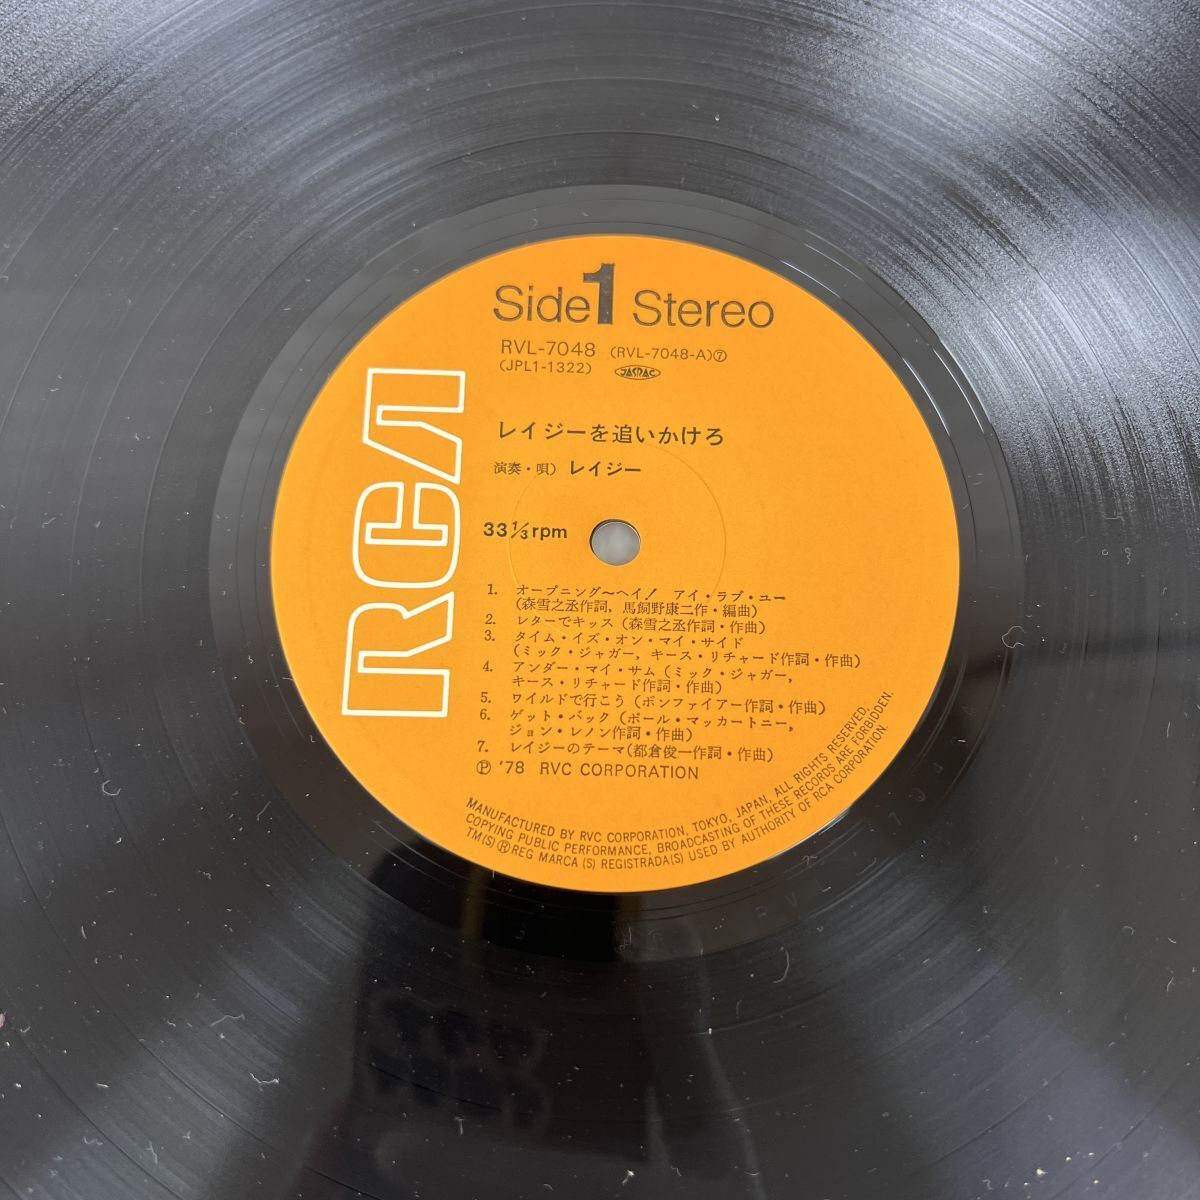 Side 1 Stereo
RVL-7048 (RVL-7048-A)⑦
(JPL1-1322) JASRAC
RCA
レイジーを追いかけろ
演奏・唄) レイジー
33 1/3 rpm
1. オープニング〜ヘイ! アイ・ラブ・ユー
(森雪之丞作詞, 馬飼野康二作・編曲)
2. レターでキッス (森雪之丞作詞・作曲)
3. タイム・イズ・オン・マイ・サイド
(ミック・ジャガー, キース・リチャード作詞・作曲)
4. アンダー・マイ・サム (ミック・ジャガー,
キース・リチャード作詞・作曲)
5. ワイルドで行こう (ボンファイアー作詞・作曲)
6. ゲット・バック (ポール・マッカートニー,
ジョン・レノン作詞・作曲)
7. レイジーのテーマ (都倉俊一作詞・作曲)
Ⓟ '78 RVC CORPORATION
MANUFACTURED BY RVC CORPORATION, TOKYO, JAPAN, ALL RIGHTS RESERVED,
COPYING PUBLIC PERFORMANCE, BROADCASTING OF THESE RECORDS ARE FORBIDDEN.
TM(S) ® REG MARCA (S) REGISTRADA(S) USED BY AUTHORITY OF RCA CORPORATION.